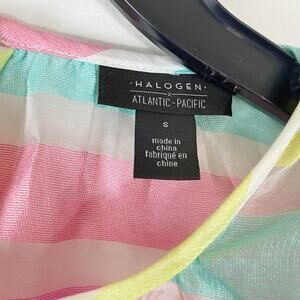 ·HALOGEN·
x
ATLANTIC-PACIFIC
S
made in
china
fabriqué en
chine